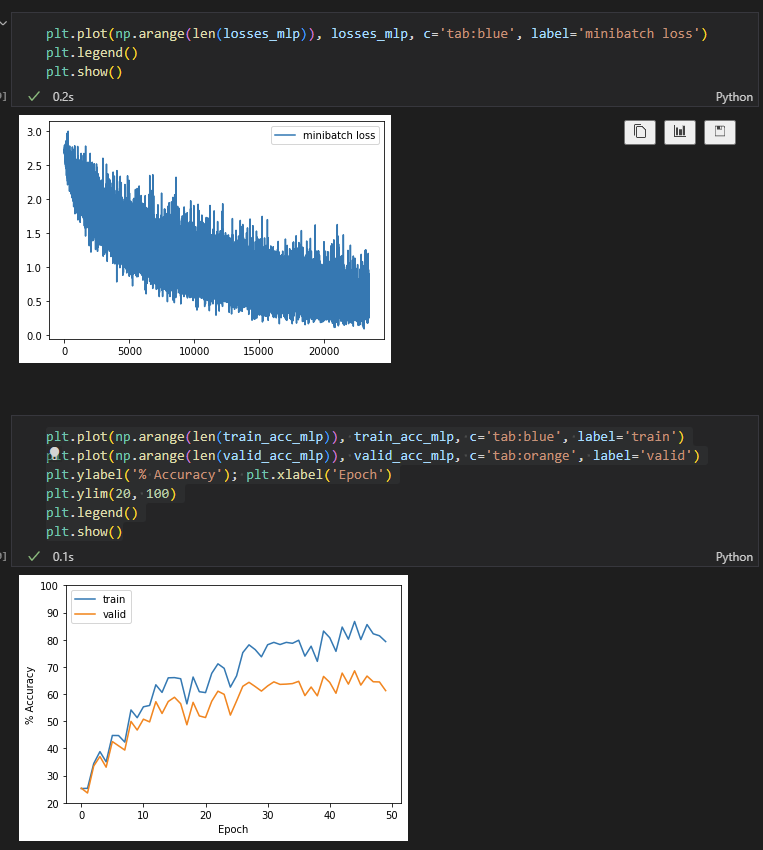 plt.plot(np.arange(len(losses_mlp)), losses_mlp, c='tab:blue', label='minibatch loss')
plt.legend()
plt.show()
0.2s
Python
minibatch loss
3.0
2.5
2.0
1.5
1.0
0.5
0.0
0 5000 10000 15000 20000
plt.plot(np.arange(len(train_acc_mlp)), train_acc_mlp, c='tab:blue', label='train')
plt.plot(np.arange(len(valid_acc_mlp)), valid_acc_mlp, c='tab:orange', label='valid')
plt.ylabel('% Accuracy'); plt.xlabel('Epoch')
plt.ylim(20, 100)
plt.legend()
plt.show()
0.1s
Python
train
valid
% Accuracy
100
90
80
70
60
50
40
30
20
0 10 20 30 40 50
Epoch